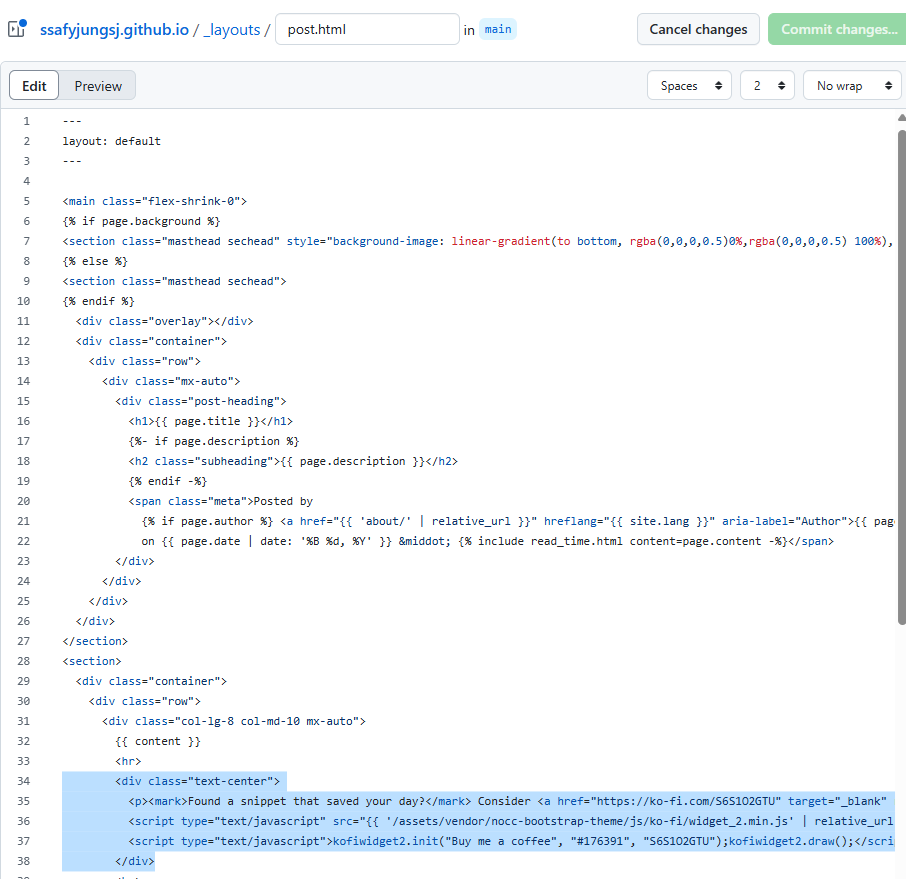 ssafyjungsj.github.io / _layouts / post.html in main Cancel changes Commit changes...
Edit Preview Spaces 2 No wrap
1 ---
2 layout: default
3 ---
4
5 <main class="flex-shrink-0">
6 {% if page.background %}
7 <section class="masthead sechead" style="background-image: linear-gradient(to bottom, rgba(0,0,0,0.5)0%,rgba(0,0,0,0.5) 100%),
8 {% else %}
9 <section class="masthead sechead">
10 {% endif %}
11   <div class="overlay"></div>
12   <div class="container">
13     <div class="row">
14       <div class="mx-auto">
15         <div class="post-heading">
16           <h1>{{ page.title }}</h1>
17           {%- if page.description %}
18           <h2 class="subheading">{{ page.description }}</h2>
19           {% endif -%}
20           <span class="meta">Posted by
21             {% if page.author %} <a href="{{ 'about/' | relative_url }}" hreflang="{{ site.lang }}" aria-label="Author">{{ pag
22             on {{ page.date | date: '%B %d, %Y' }} &middot; {% include read_time.html content=page.content -%}</span>
23         </div>
24       </div>
25     </div>
26   </div>
27 </section>
28 <section>
29   <div class="container">
30     <div class="row">
31       <div class="col-lg-8 col-md-10 mx-auto">
32         {{ content }}
33         <hr>
34         <div class="text-center">
35           <p><mark>Found a snippet that saved your day?</mark> Consider <a href="https://ko-fi.com/S6S1O2GTU" target="_blank"
36           <script type="text/javascript" src="{{ '/assets/vendor/nocc-bootstrap-theme/js/ko-fi/widget_2.min.js' | relative_url
37           <script type="text/javascript">kofiwidget2.init("Buy me a coffee", "#176391", "S6S1O2GTU");kofiwidget2.draw();</scri
38         </div>